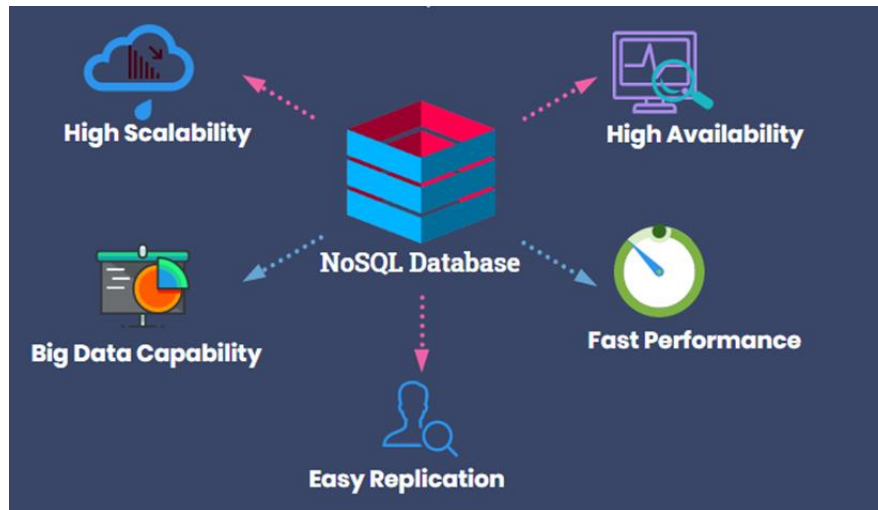 High Scalability
High Availability
NoSQL Database
Big Data Capability
Fast Performance
Easy Replication